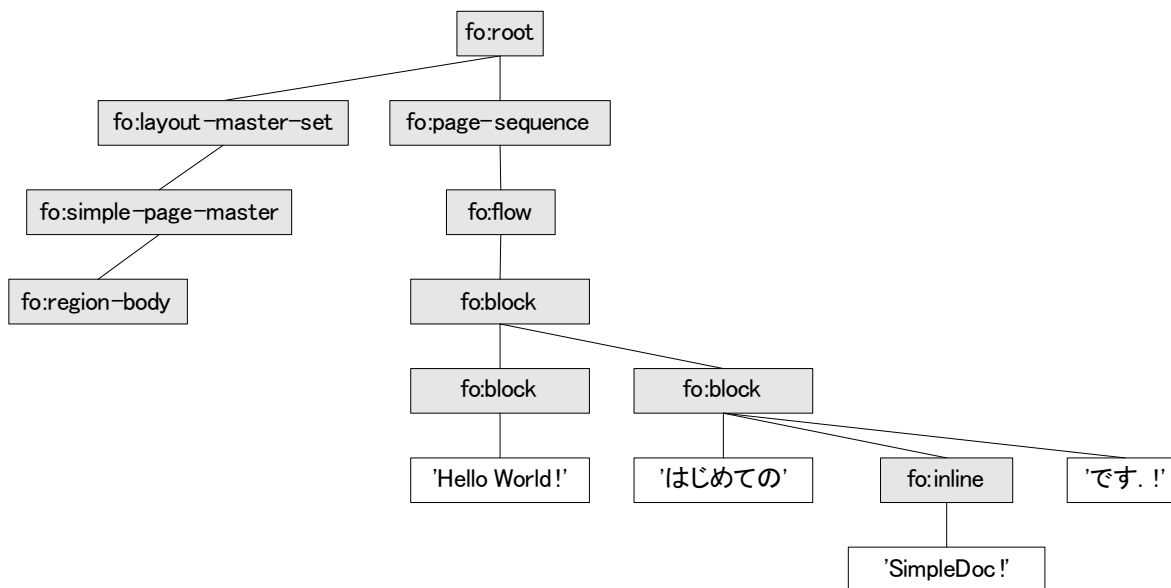 fo:root
fo:layout-master-set
fo:page-sequence
fo:simple-page-master
fo:flow
fo:region-body
fo:block
fo:block
fo:block
'Hello World!'
'はじめての'
fo:inline
'です. !'
'SimpleDoc!'